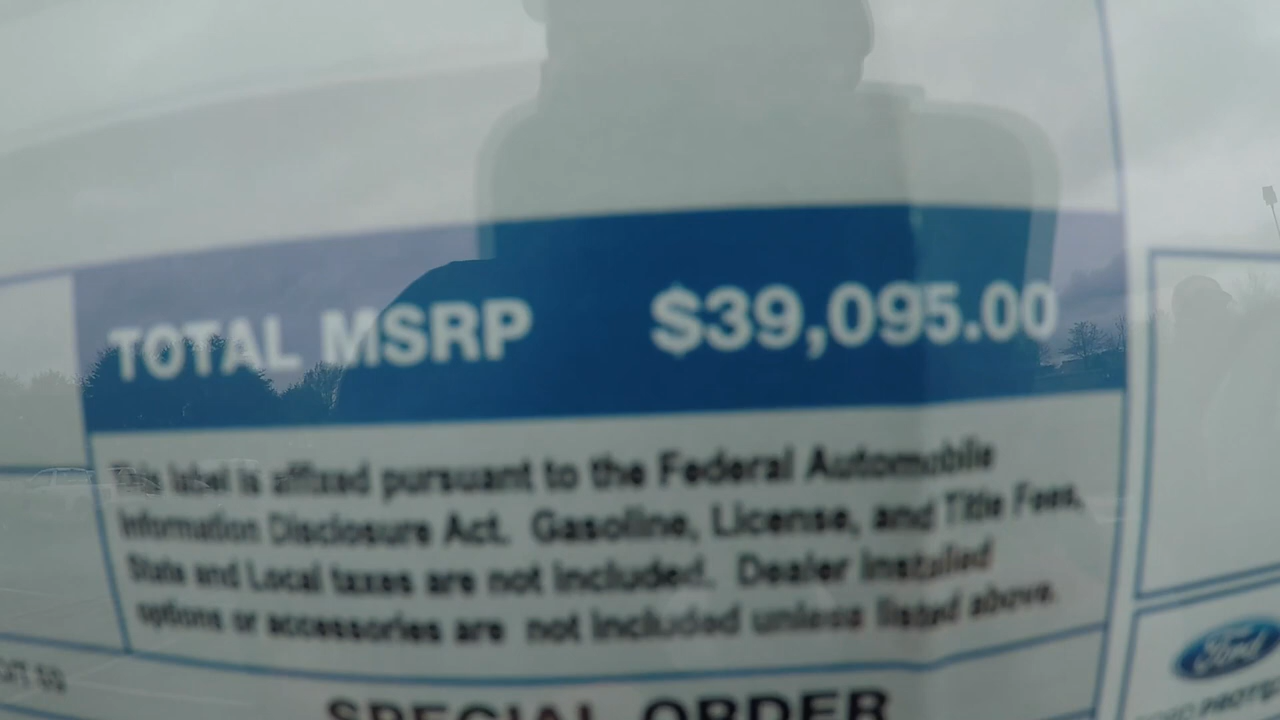 TOTAL MSRP $39,095.00
This label is affixed pursuant to the Federal Automobile
Information Disclosure Act. Gasoline, License, and Title Fees,
State and Local taxes are not included. Dealer installed
options or accessories are not included unless listed above.
SPECIAL ORDER
Ford